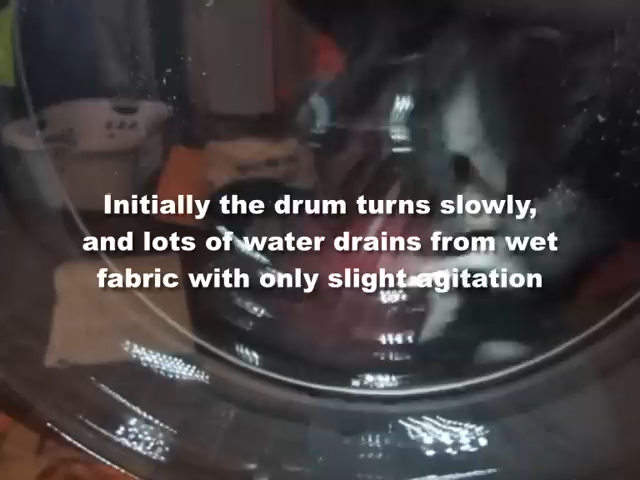 Initially the drum turns slowly,
and lots of water drains from wet
fabric with only slight agitation